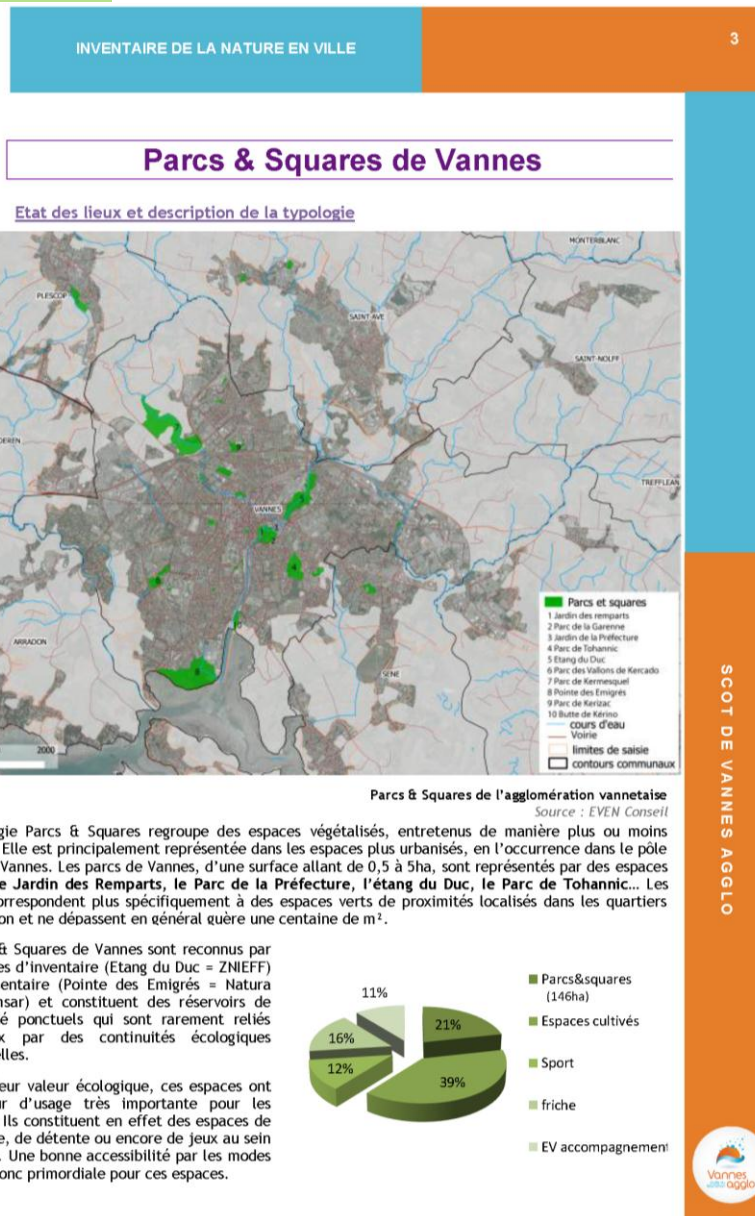 INVENTAIRE DE LA NATURE EN VILLE
3
Parcs & Squares de Vannes
Etat des lieux et description de la typologie
MONTERBLANC
PLESCOP
SAINT-AVE
SAINT-NOLFF
DEREN
TREFFLEAN
VANNES
ARRADON
SENE
2000
Parcs et squares
1 Jardin des remparts
2 Parc de la Garenne
3 Jardin de la Préfecture
4 Parc de Tohannic
5 Etang du Duc
6 Parc des Vallons de Kercado
7 Parc de Kermesquel
8 Pointe des Emigrés
9 Parc de Kerizac
10 Butte de Kérino
cours d'eau
Voirie
limites de saisie
contours communaux
Parcs & Squares de l'agglomération vannetaise
Source : EVEN Conseil
gie Parcs & Squares regroupe des espaces végétalisés, entretenus de manière plus ou moins
Elle est principalement représentée dans les espaces plus urbanisés, en l'occurrence dans le pôle
Vannes. Les parcs de Vannes, d'une surface allant de 0,5 à 5ha, sont représentés par des espaces
e Jardin des Remparts, le Parc de la Préfecture, l'étang du Duc, le Parc de Tohannic... Les
orrespondent plus spécifiquement à des espaces verts de proximités localisés dans les quartiers
on et ne dépassent en général guère une centaine de m².
& Squares de Vannes sont reconnus par
es d'inventaire (Etang du Duc = ZNIEFF)
entaire (Pointe des Emigrés = Natura
nsar) et constituent des réservoirs de
é ponctuels qui sont rarement reliés
x par des continuités écologiques
elles.
eur valeur écologique, ces espaces ont
ur d'usage très importante pour les
Ils constituent en effet des espaces de
e, de détente ou encore de jeux au sein
. Une bonne accessibilité par les modes
onc primordiale pour ces espaces.
11%
21%
16%
12%
39%
Parcs&squares
(146ha)
Espaces cultivés
Sport
friche
EV accompagnement
SCOT DE VANNES AGGLO
Vannes
agglo